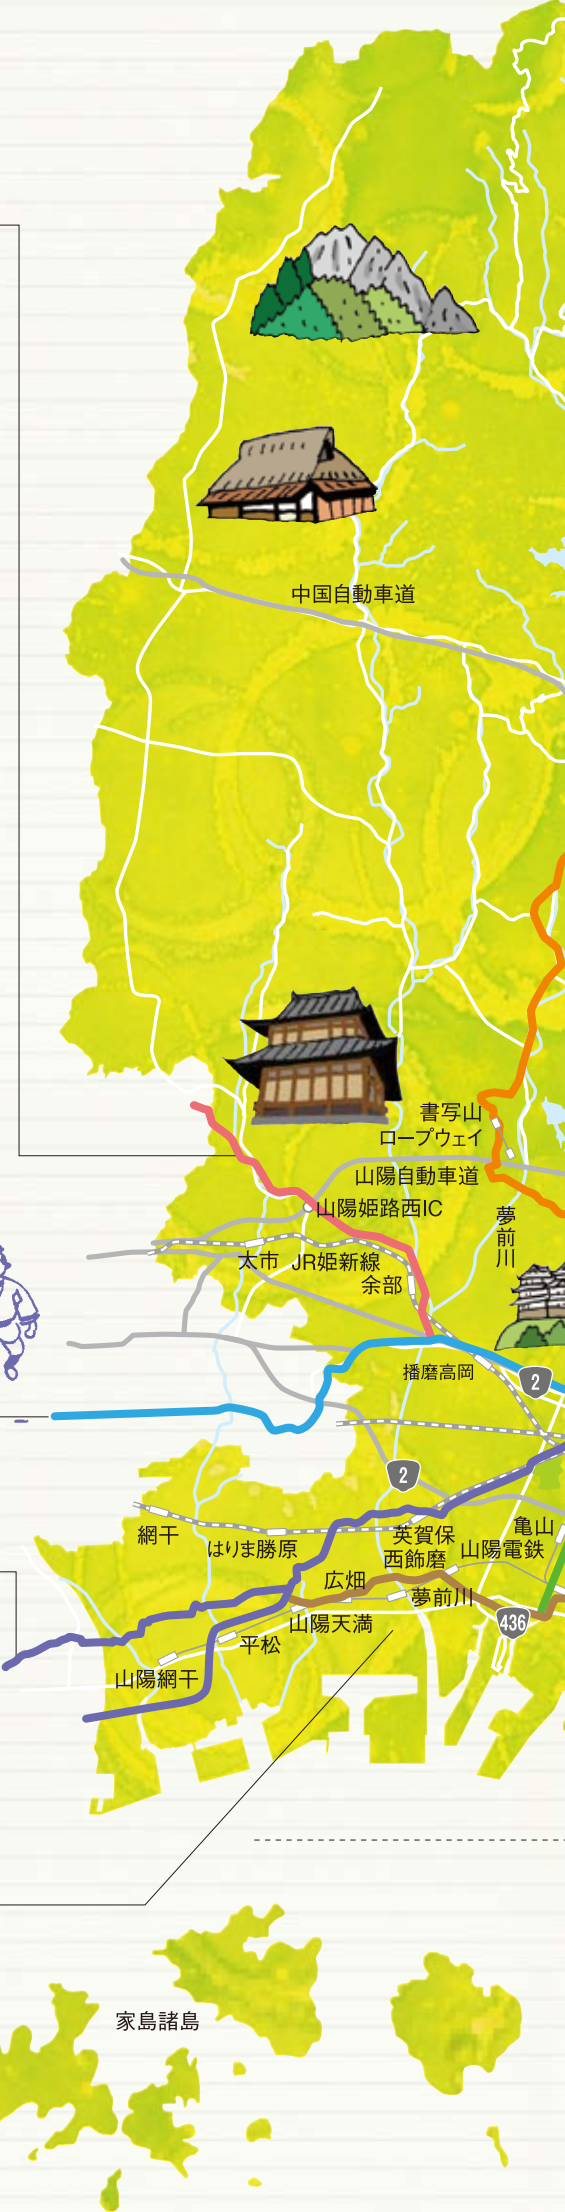 中国自動車道
書写山
ロープウェイ
山陽自動車道
山陽姫路西IC
夢前川
太市
JR姫新線
余部
播磨高岡
2
2
網干
はりま勝原
英賀保
亀山
西飾磨
山陽電鉄
広畑
夢前川
436
山陽天満
平松
山陽網干
家島諸島